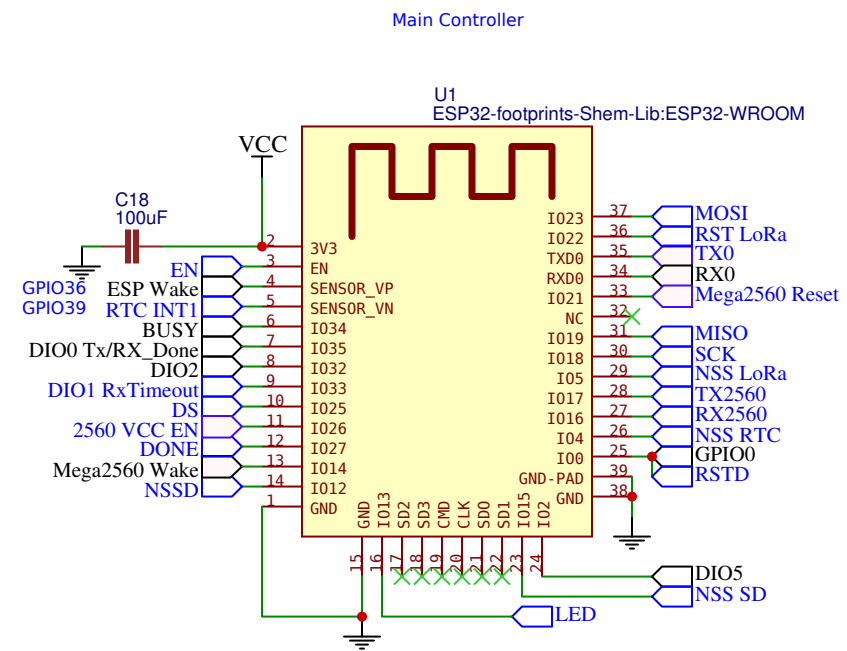 Main Controller
U1
ESP32-footprints-Shem-Lib:ESP32-WROOM
VCC
C18
100uF
2 3V3
EN 3 EN
GPIO36 ESP Wake 4 SENSOR_VP
GPIO39 RTC INT1 5 SENSOR_VN
BUSY 6 IO34
DIO0 Tx/RX_Done 7 IO35
DIO2 8 IO32
DIO1 RxTimeout 9 IO33
DS 10 IO25
2560 VCC EN 11 IO26
DONE 12 IO27
Mega2560 Wake 13 IO14
NSSD 14 IO12
1 GND
IO23 37 MOSI
IO22 36 RST LoRa
TXD0 35 TX0
RXD0 34 RX0
IO21 33 Mega2560 Reset
NC 32
IO19 31 MISO
IO18 30 SCK
IO5 29 NSS LoRa
IO17 28 TX2560
IO16 27 RX2560
IO4 26 NSS RTC
IO0 25 GPIO0
RSTD
GND-PAD 39
GND 38
GND IO13 SD2 SD3 CMD CLK SD0 SD1 IO15 IO2
15 16 17 18 19 20 21 22 23 24
DIO5
NSS SD
LED